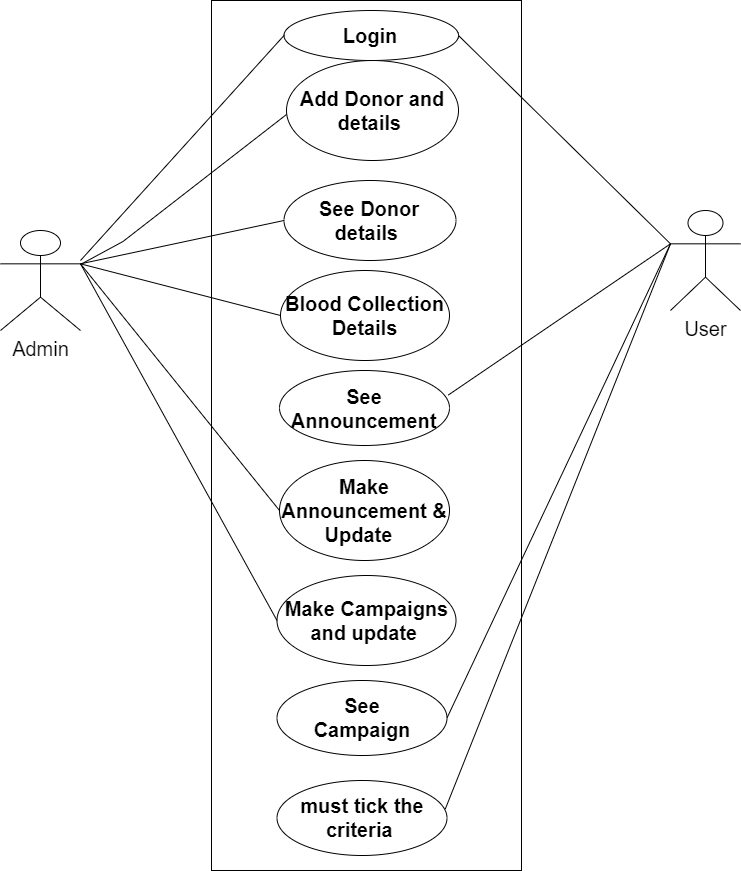 Login
Add Donor and
details
See Donor
details
Blood Collection
Details
Admin
User
See
Announcement
Make
Announcement &
Update
Make Campaigns
and update
See
Campaign
must tick the
criteria